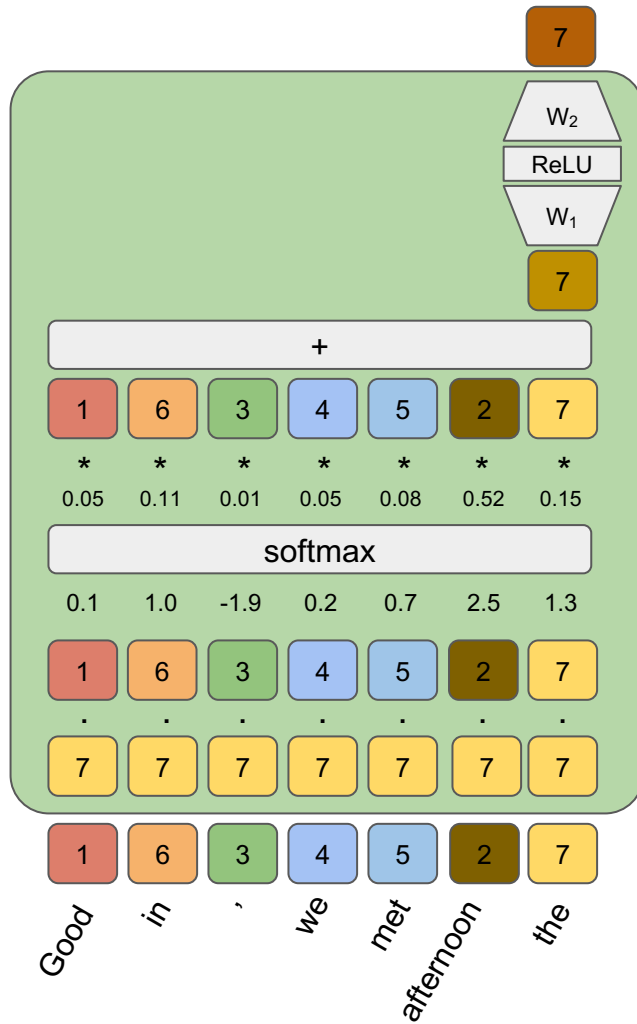 7
W₂
ReLU
W₁
7
+
1 6 3 4 5 2 7
* * * * * * *
0.05 0.11 0.01 0.05 0.08 0.52 0.15
softmax
0.1 1.0 -1.9 0.2 0.7 2.5 1.3
1 6 3 4 5 2 7
. . . . . . .
7 7 7 7 7 7 7
1 6 3 4 5 2 7
Good in , we met afternoon the